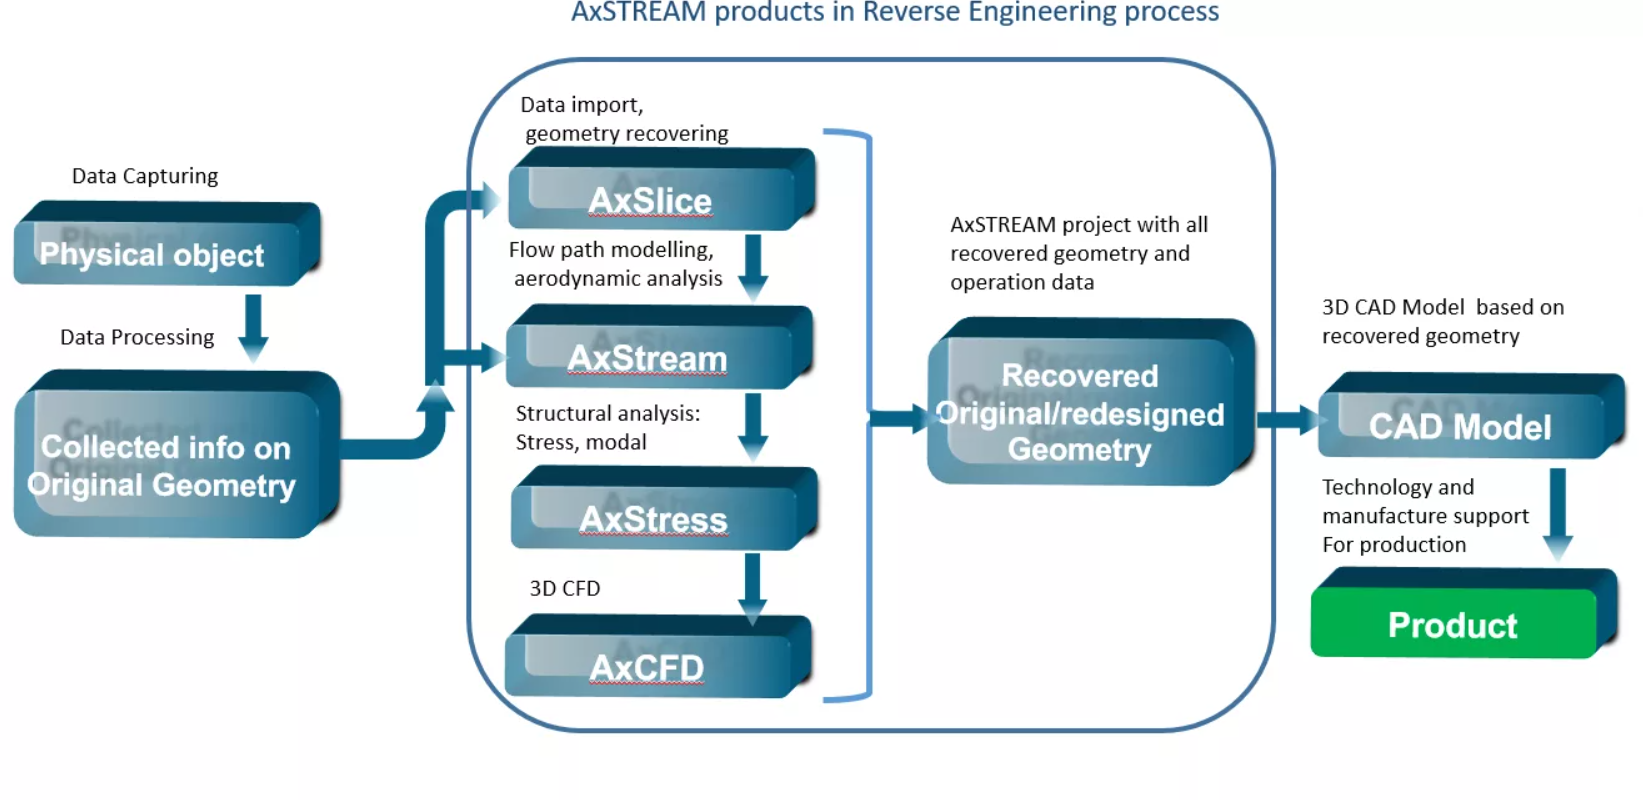 AxSTREAM products in Reverse Engineering process
Data Capturing
Physical object
Data Processing
Collected info on
Original Geometry
Data import,
geometry recovering
AxSlice
Flow path modelling,
aerodynamic analysis
AxStream
Structural analysis:
Stress, modal
AxStress
3D CFD
AxCFD
AxSTREAM project with all
recovered geometry and
operation data
Recovered
Original/redesigned
Geometry
3D CAD Model  based on
recovered geometry
CAD Model
Technology and
manufacture support
For production
Product